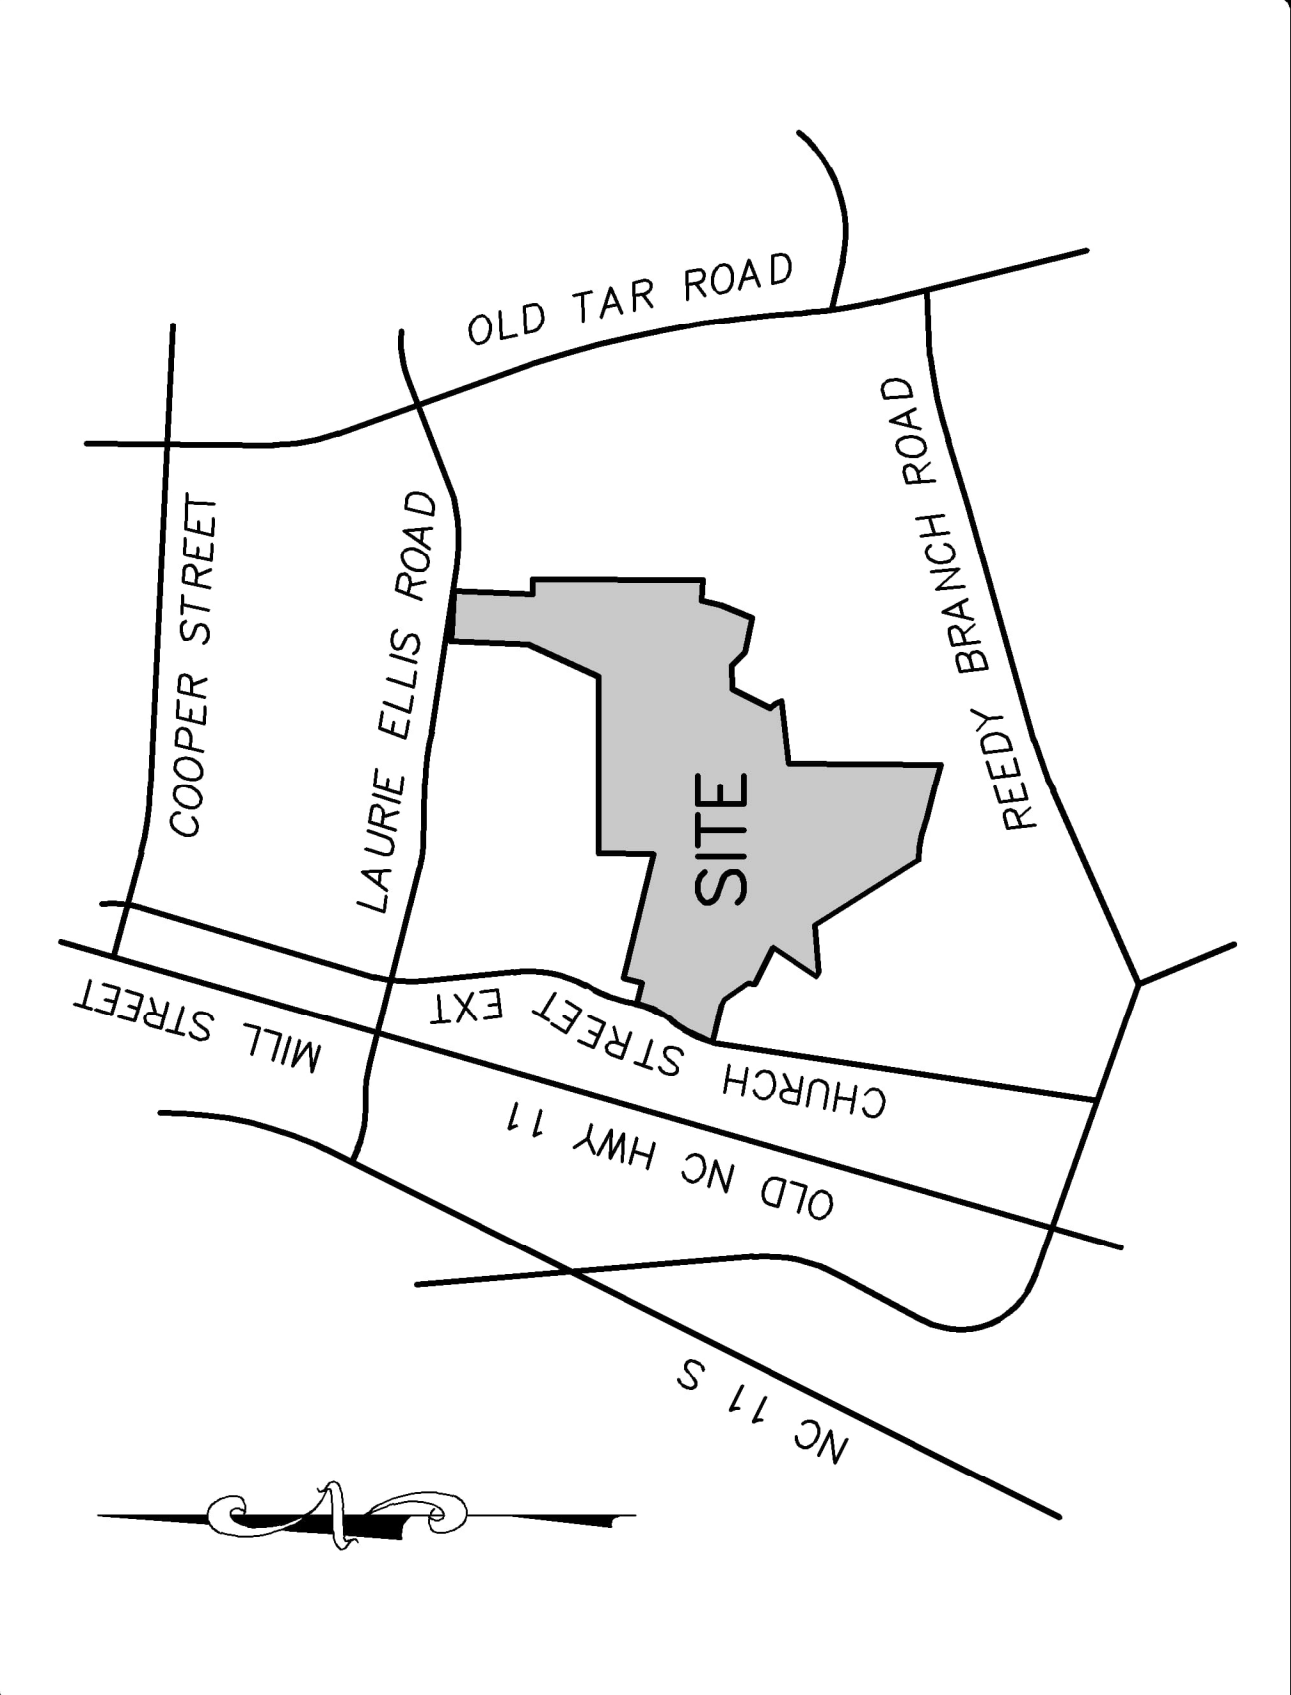 OLD TAR ROAD
COOPER STREET
LAURIE ELLIS ROAD
REEDY BRANCH ROAD
SITE
CHURCH STREET EXT
MILL STREET
OLD NC HWY 11
NC 11 S
N